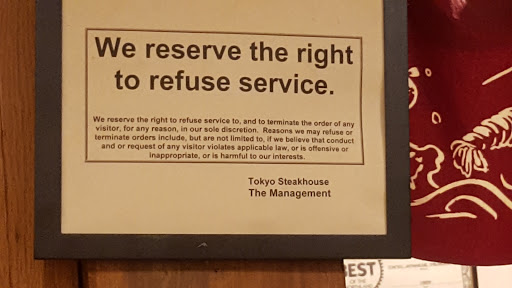 We reserve the right
to refuse service.
We reserve the right to refuse service to, and to terminate the order of any
visitor, for any reason, in our sole discretion. Reasons we may refuse or
terminate orders include, but are not limited to, if we believe that conduct
and or request of any visitor violates applicable law, or is offensive or
inappropriate, or is harmful to our interests.
Tokyo Steakhouse
The Management
BEST
OF THE